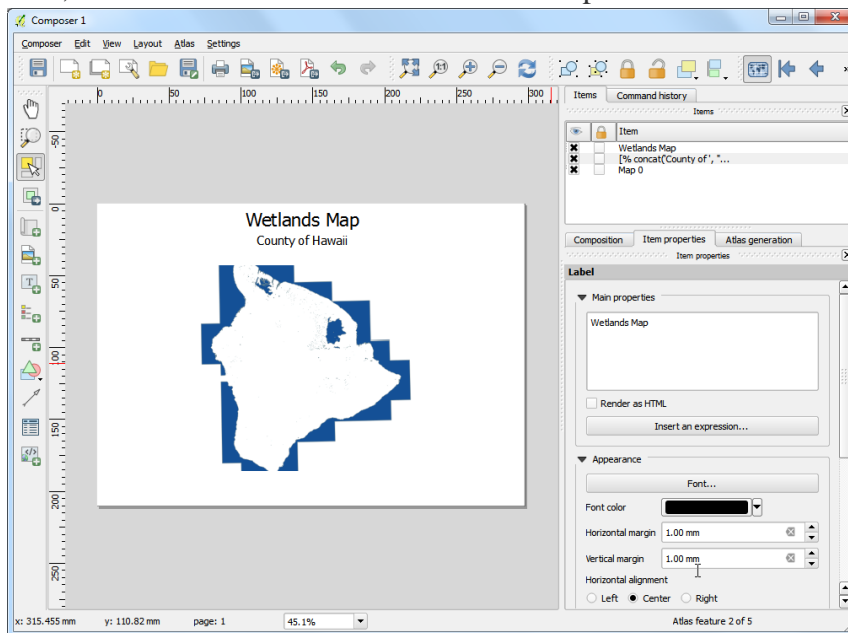 Composer 1
Composer Edit View Layout Atlas Settings
1:1
0 50 100 150 200 250 300
-50
0
50
100
150
200
250
Wetlands Map
County of Hawaii
Items Command history
Items
Item
Wetlands Map
[% concat('County of ', "...
Map 0
Composition Item properties Atlas generation
Item properties
Label
Main properties
Wetlands Map
Render as HTML
Insert an expression...
Appearance
Font...
Font color
Horizontal margin 1.00 mm
Vertical margin 1.00 mm
Horizontal alignment
Left Center Right
x: 315.455 mm y: 110.82 mm page: 1 45.1% Atlas feature 2 of 5